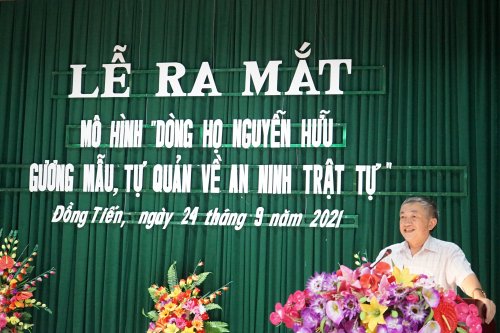 LỄ RA MẮT
MÔ HÌNH "DÒNG HỌ NGUYỄN HỮU
GƯƠNG MẪU, TỰ QUẢN VỀ AN NINH TRẬT TỰ"
Đồng Tiến, ngày 24 tháng 9 năm 2021